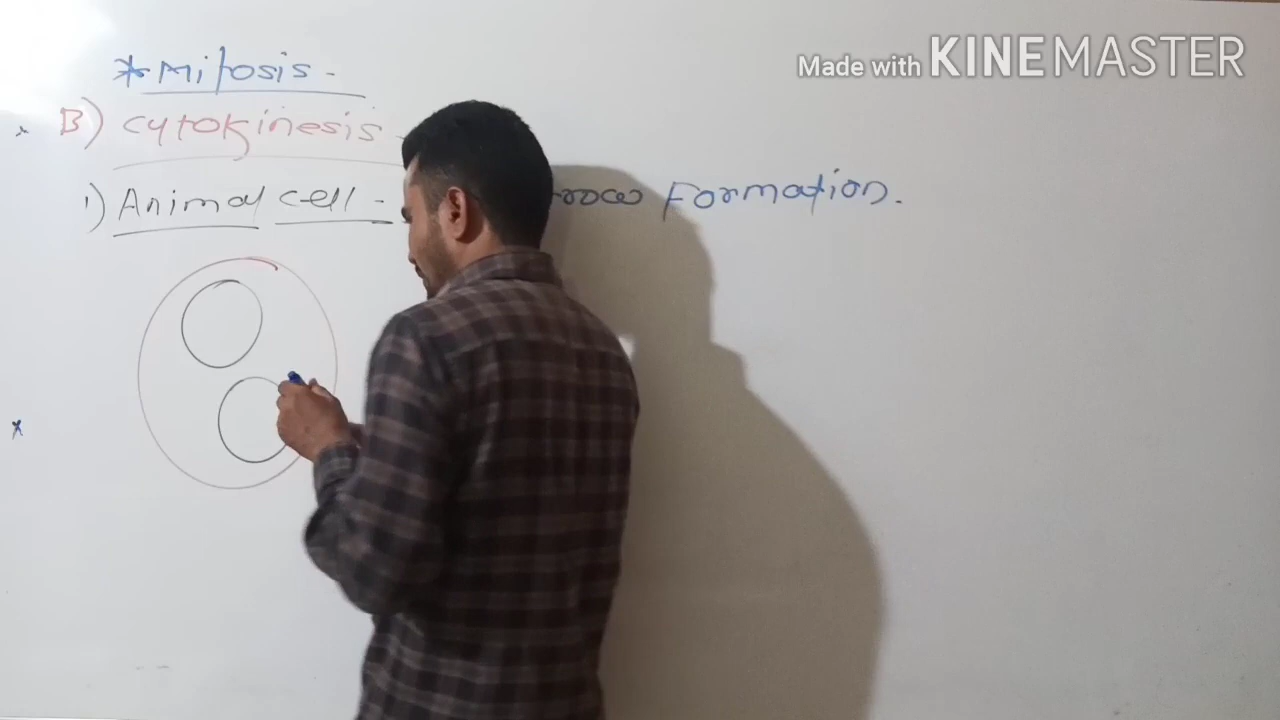 Made with KINEMASTER
* Mitosis -
B) Cytokinesis -
1) Animal cell - Formation.